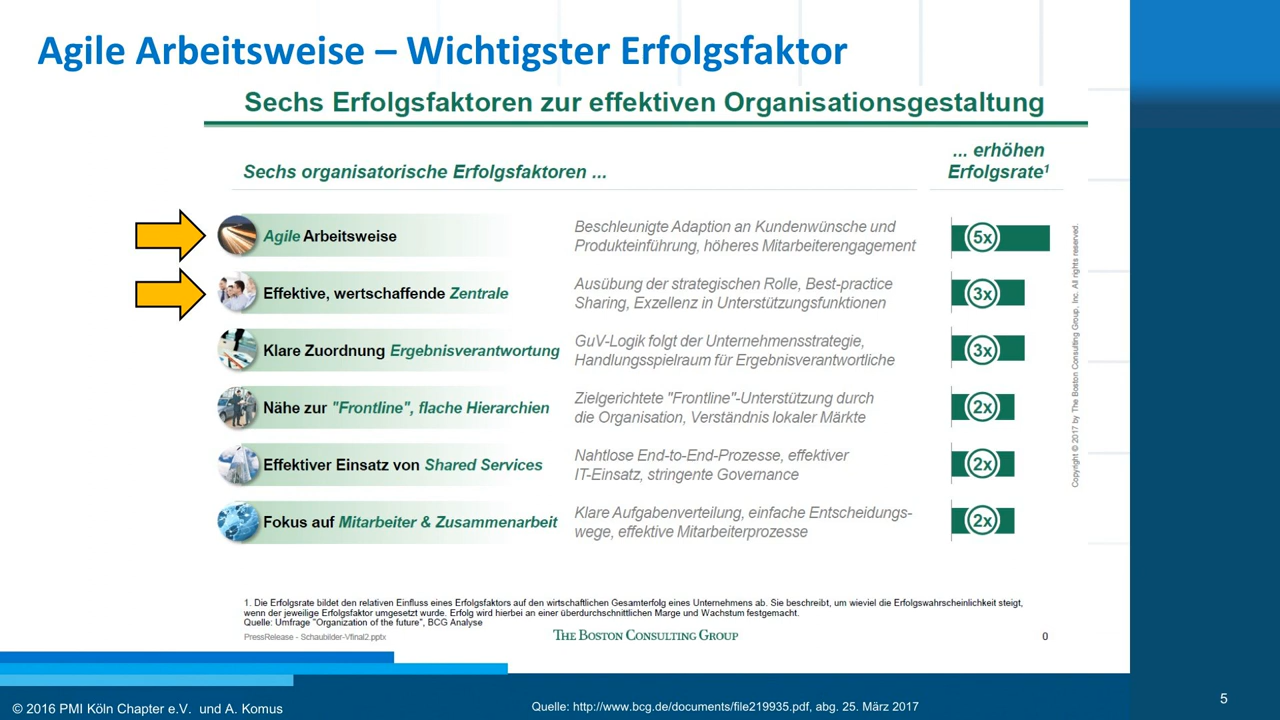 Agile Arbeitsweise – Wichtigster Erfolgsfaktor
Sechs Erfolgsfaktoren zur effektiven Organisationsgestaltung
Sechs organisatorische Erfolgsfaktoren ...
... erhöhen
Erfolgsrate¹
Agile Arbeitsweise
Beschleunigte Adaption an Kundenwünsche und
Produkteinführung, höheres Mitarbeiterengagement
5x
Effektive, wertschaffende Zentrale
Ausübung der strategischen Rolle, Best-practice
Sharing, Exzellenz in Unterstützungsfunktionen
3x
Klare Zuordnung Ergebnisverantwortung
GuV-Logik folgt der Unternehmensstrategie,
Handlungsspielraum für Ergebnisverantwortliche
3x
Nähe zur "Frontline", flache Hierarchien
Zielgerichtete "Frontline"-Unterstützung durch
die Organisation, Verständnis lokaler Märkte
2x
Effektiver Einsatz von Shared Services
Nahtlose End-to-End-Prozesse, effektiver
IT-Einsatz, stringente Governance
2x
Fokus auf Mitarbeiter & Zusammenarbeit
Klare Aufgabenverteilung, einfache Entscheidungs-
wege, effektive Mitarbeiterprozesse
2x
Copyright © 2017 by The Boston Consulting Group, Inc. All rights reserved.
1. Die Erfolgsrate bildet den relativen Einfluss eines Erfolgsfaktors auf den wirtschaftlichen Gesamterfolg eines Unternehmens ab. Sie beschreibt, um wieviel die Erfolgswahrscheinlichkeit steigt,
wenn der jeweilige Erfolgsfaktor umgesetzt wurde. Erfolg wird hierbei an einer überdurchschnittlichen Marge und Wachstum festgemacht.
Quelle: Umfrage "Organization of the future", BCG Analyse
PressRelease - Schaubilder-Vfinal2.pptx
THE BOSTON CONSULTING GROUP
0
© 2016 PMI Köln Chapter e.V. und A. Komus
Quelle: http://www.bcg.de/documents/file219935.pdf, abg. 25. März 2017
5